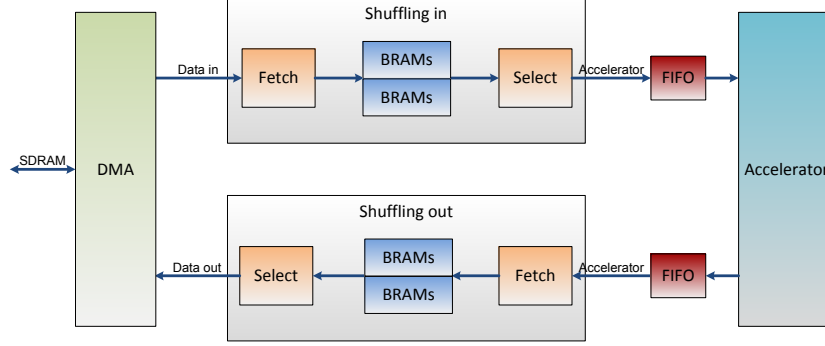 Shuffling in
Data in
Fetch
BRAMs
BRAMs
Select
Accelerator
FIFO
SDRAM
DMA
Accelerator
Shuffling out
Data out
Select
BRAMs
BRAMs
Fetch
Accelerator
FIFO